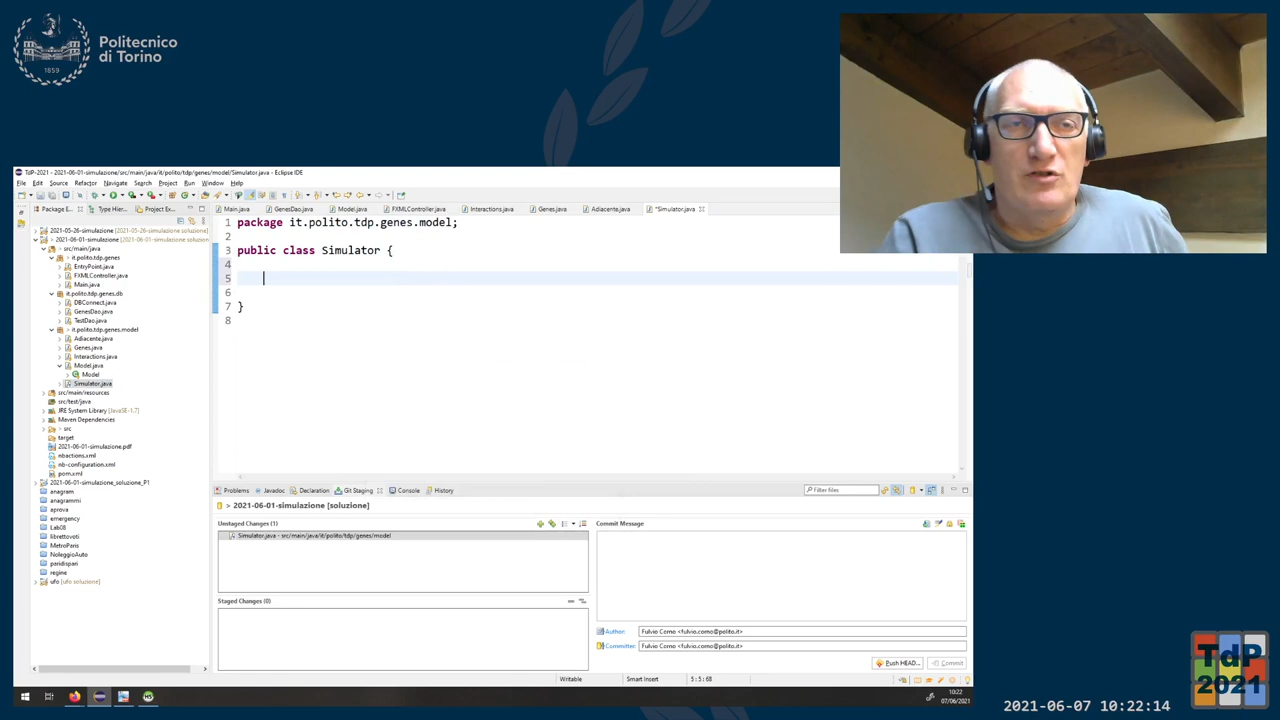 1859
Politecnico
di Torino
TdP-2021 - 2021-06-01-simulazione/src/main/java/it/polito/tdp/genes/model/Simulator.java - Eclipse IDE
File Edit Source Refactor Navigate Search Project Run Window Help
Package E... Type Hier... Project Ex...
Main.java GenesDao.java Model.java FXMLController.java Interactions.java Genes.java Adiacente.java *Simulator.java
2021-05-26-simulazione [2021-05-26-simulazione soluzione]
> 2021-06-01-simulazione [2021-06-01-simulazione soluzion
> src/main/java
> it.polito.tdp.genes
EntryPoint.java
FXMLController.java
Main.java
it.polito.tdp.genes.db
DBConnect.java
GenesDao.java
TestDao.java
> it.polito.tdp.genes.model
Adiacente.java
Genes.java
Interactions.java
Model.java
Model
Simulator.java
src/main/resources
src/test/java
JRE System Library [JavaSE-1.7]
Maven Dependencies
> src
target
2021-06-01-simulazione.pdf
nbactions.xml
nb-configuration.xml
pom.xml
2021-06-01-simulazione_soluzione_P1
anagram
anagrammi
aprova
emergency
Lab08
librettovoti
MetroParis
NoleggioAuto
paridispari
regine
ufo [ufo soluzione]
1 package it.polito.tdp.genes.model;
2
3 public class Simulator {
4
5
6
7 }
8
Problems Javadoc Declaration Git Staging Console History
Filter files
> 2021-06-01-simulazione [soluzione]
Unstaged Changes (1)
Simulator.java - src/main/java/it/polito/tdp/genes/model
Staged Changes (0)
Commit Message
Author: Fulvio Corno <fulvio.corno@polito.it>
Committer: Fulvio Corno <fulvio.corno@polito.it>
Push HEAD... Commit
Writable Smart Insert 5 : 5 : 68
10:22
07/06/2021
TdP
2021
2021-06-07 10:22:14